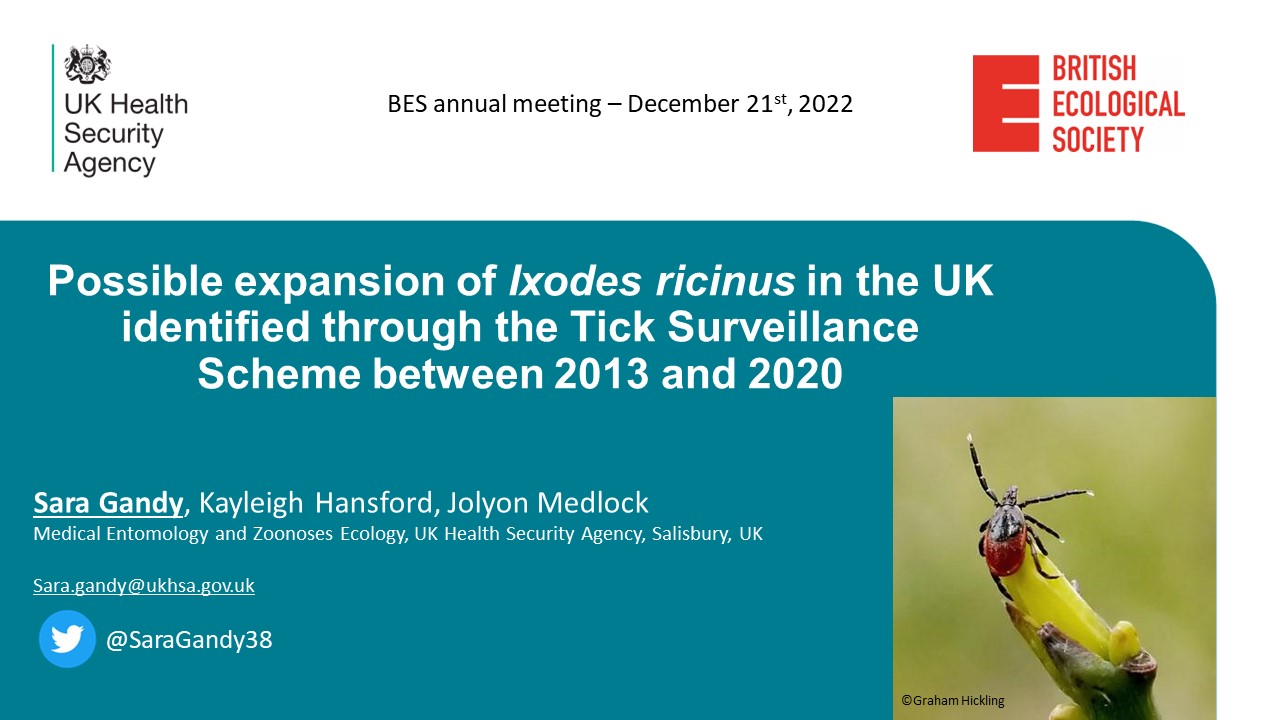 UK Health
Security
Agency
BES annual meeting – December 21st, 2022
BRITISH
ECOLOGICAL
SOCIETY
Possible expansion of Ixodes ricinus in the UK
identified through the Tick Surveillance
Scheme between 2013 and 2020
Sara Gandy, Kayleigh Hansford, Jolyon Medlock
Medical Entomology and Zoonoses Ecology, UK Health Security Agency, Salisbury, UK
Sara.gandy@ukhsa.gov.uk
@SaraGandy38
©Graham Hickling